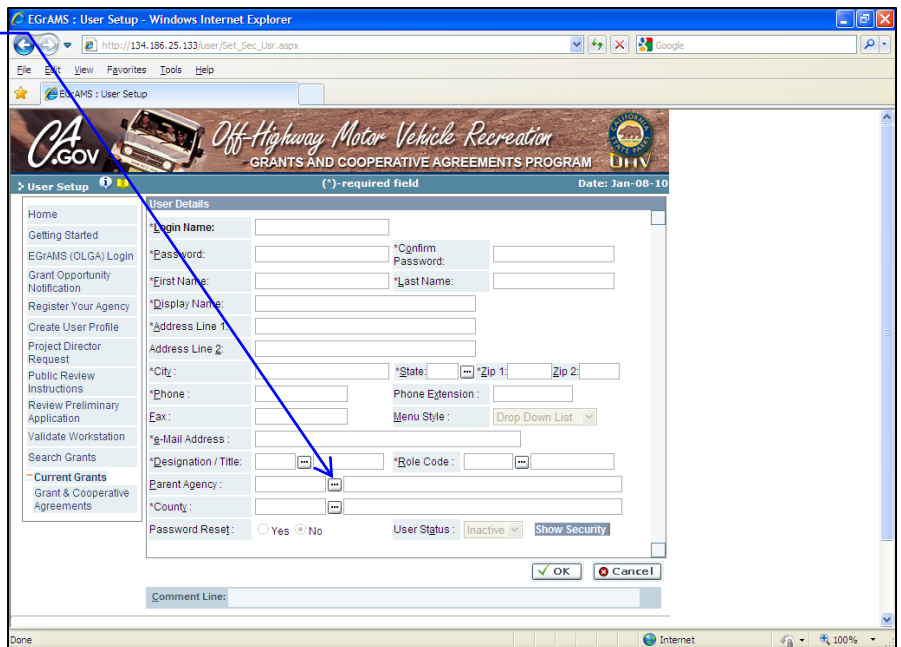 EGrAMS : User Setup - Windows Internet Explorer
http://134.186.25.133/user/Set_Sec_Usr.aspx
Google
File Edit View Favorites Tools Help
EGrAMS : User Setup
CA.GOV
Off-Highway Motor Vehicle Recreation
GRANTS AND COOPERATIVE AGREEMENTS PROGRAM
CALIFORNIA
STATE PARKS
OHV
User Setup (*)-required field Date: Jan-08-10
Home
Getting Started
EGrAMS (OLGA) Login
Grant Opportunity
Notification
Register Your Agency
Create User Profile
Project Director
Request
Public Review
Instructions
Review Preliminary
Application
Validate Workstation
Search Grants
Current Grants
Grant & Cooperative
Agreements
User Details
*Login Name:
*Password: *Confirm
Password:
*First Name: *Last Name:
*Display Name:
*Address Line 1:
Address Line 2:
*City : *State: ... *Zip 1: Zip 2:
*Phone : Phone Extension :
Fax : Menu Style : Drop Down List
*e-Mail Address :
*Designation / Title: ... *Role Code : ...
Parent Agency : ...
*County : ...
Password Reset : Yes No User Status : Inactive Show Security
OK Cancel
Comment Line:
Done Internet 100%